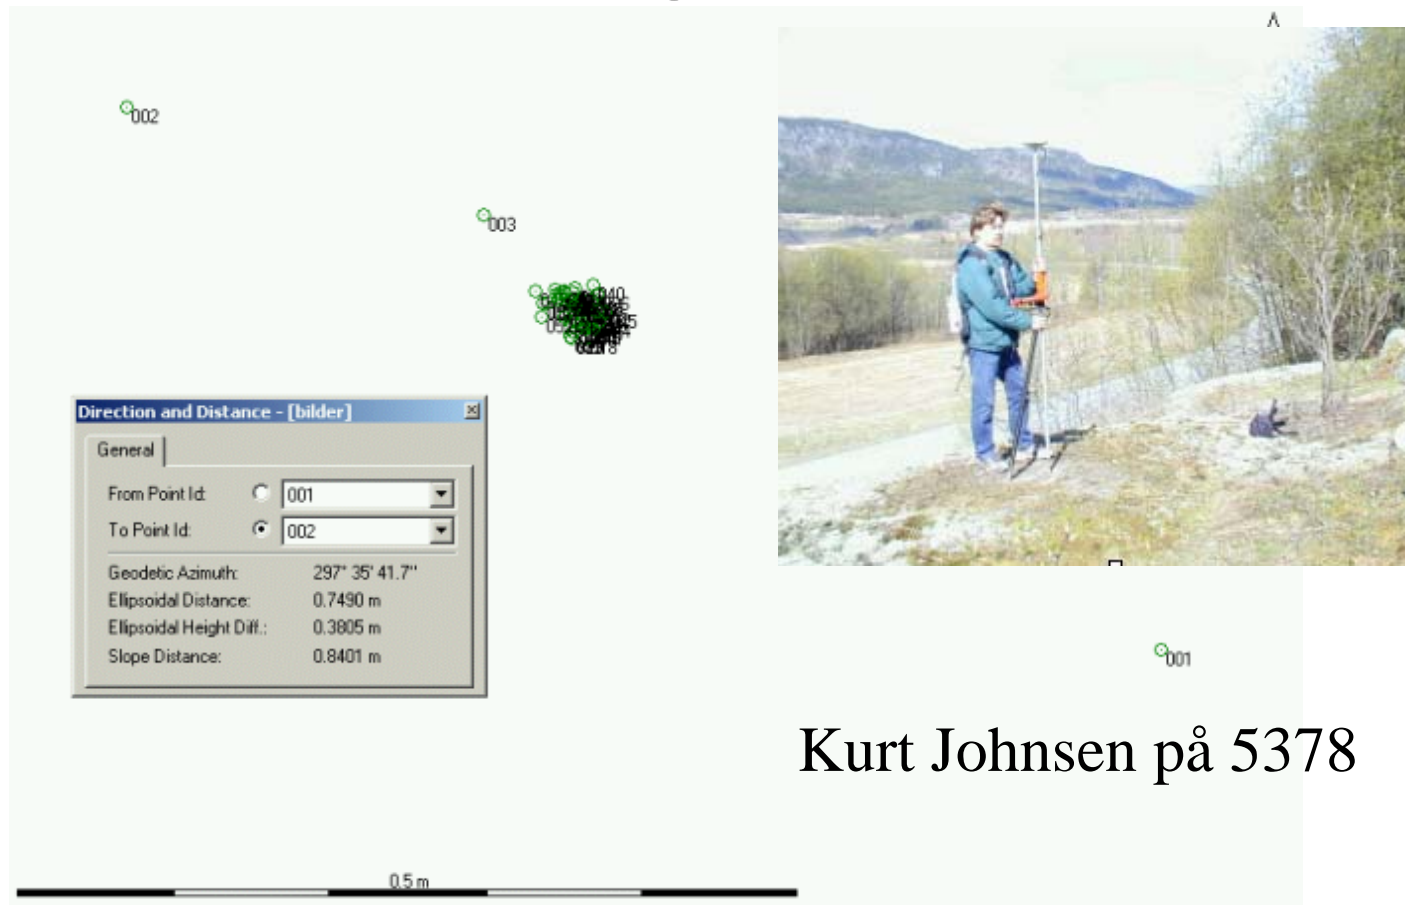 002
003
Direction and Distance - [bilder]
General
From Point Id: 001
To Point Id: 002
Geodetic Azimuth: 297° 35' 41.7"
Ellipsoidal Distance: 0.7490 m
Ellipsoidal Height Diff.: 0.3805 m
Slope Distance: 0.8401 m
001
Kurt Johnsen på 5378
0.5 m